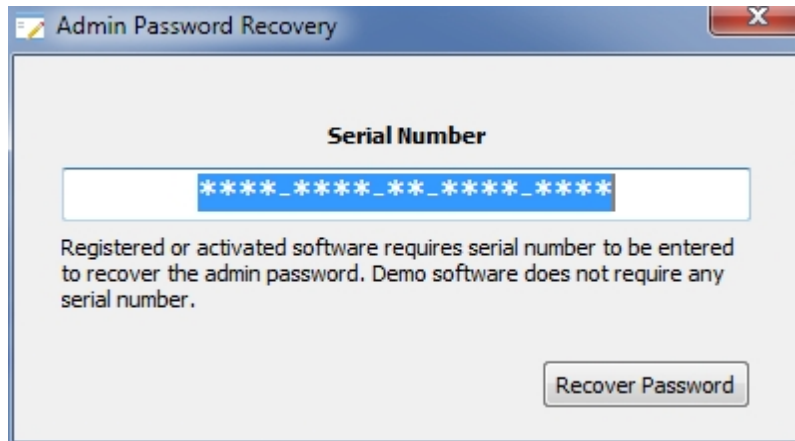 Admin Password Recovery
Serial Number
****-****-**-****-****
Registered or activated software requires serial number to be entered
to recover the admin password. Demo software does not require any
serial number.
Recover Password